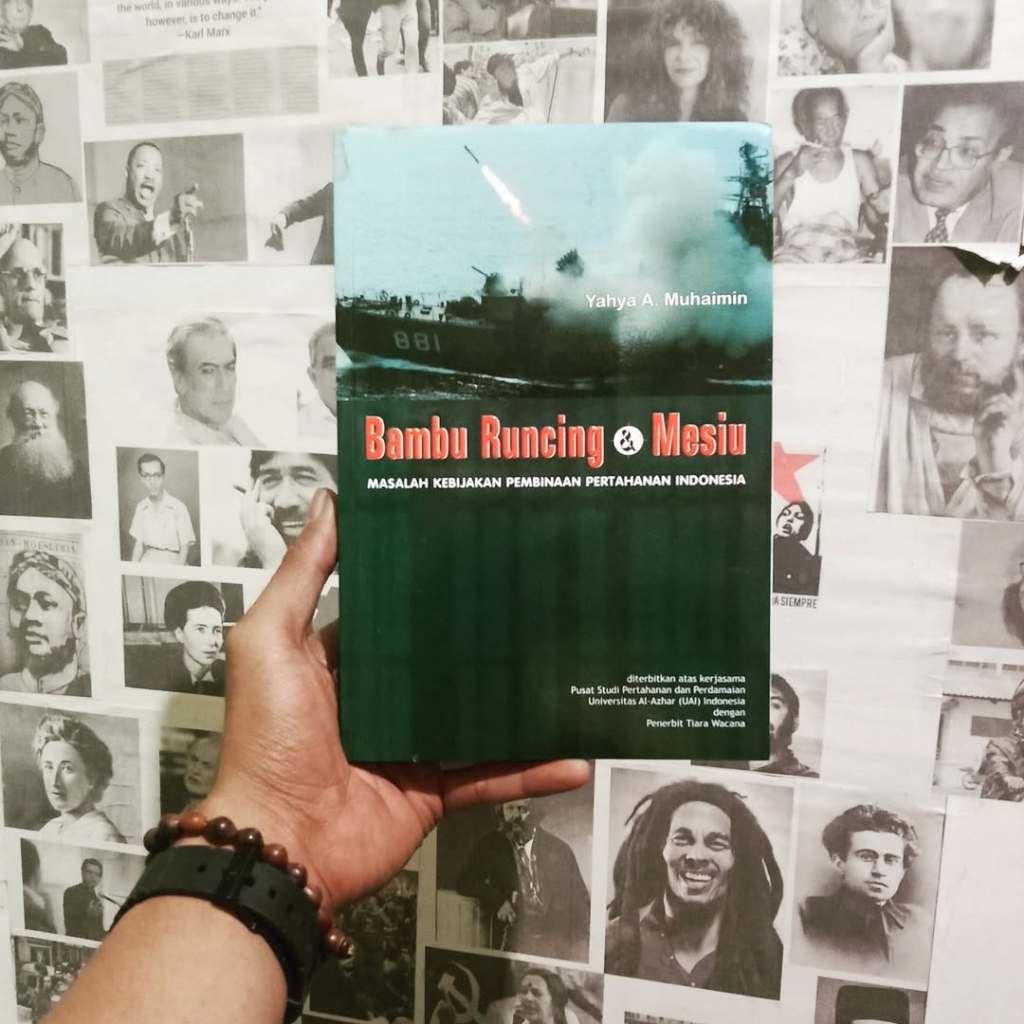 the world, in various ways.
however, is to change it."
—Karl Marx
881
Yahya A. Muhaimin
Bambu Runcing & Mesiu
MASALAH KEBIJAKAN PEMBINAAN PERTAHANAN INDONESIA
A SIEMPRE
diterbitkan atas kerjasama
Pusat Studi Pertahanan dan Perdamaian
Universitas Al-Azhar (UAI) Indonesia
dengan
Penerbit Tiara Wacana